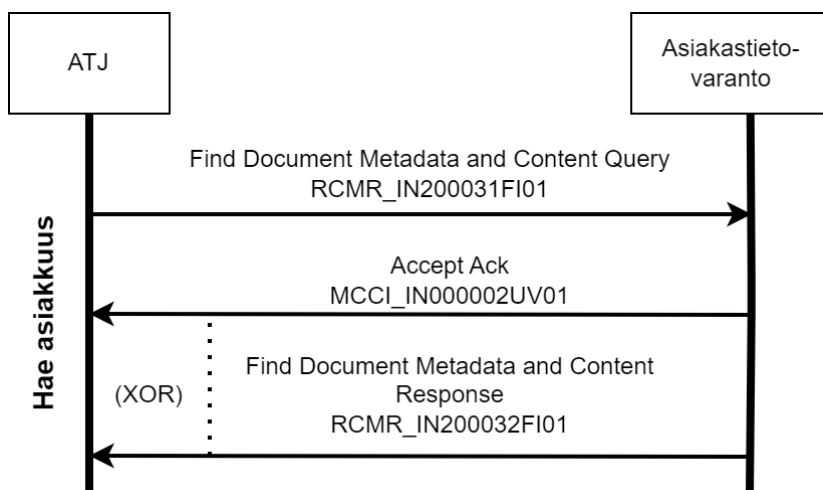 ATJ
Asiakastieto-
varanto
Find Document Metadata and Content Query
RCMR_IN200031FI01
Hae asiakkuus
Accept Ack
MCCI_IN000002UV01
(XOR)
Find Document Metadata and Content
Response
RCMR_IN200032FI01